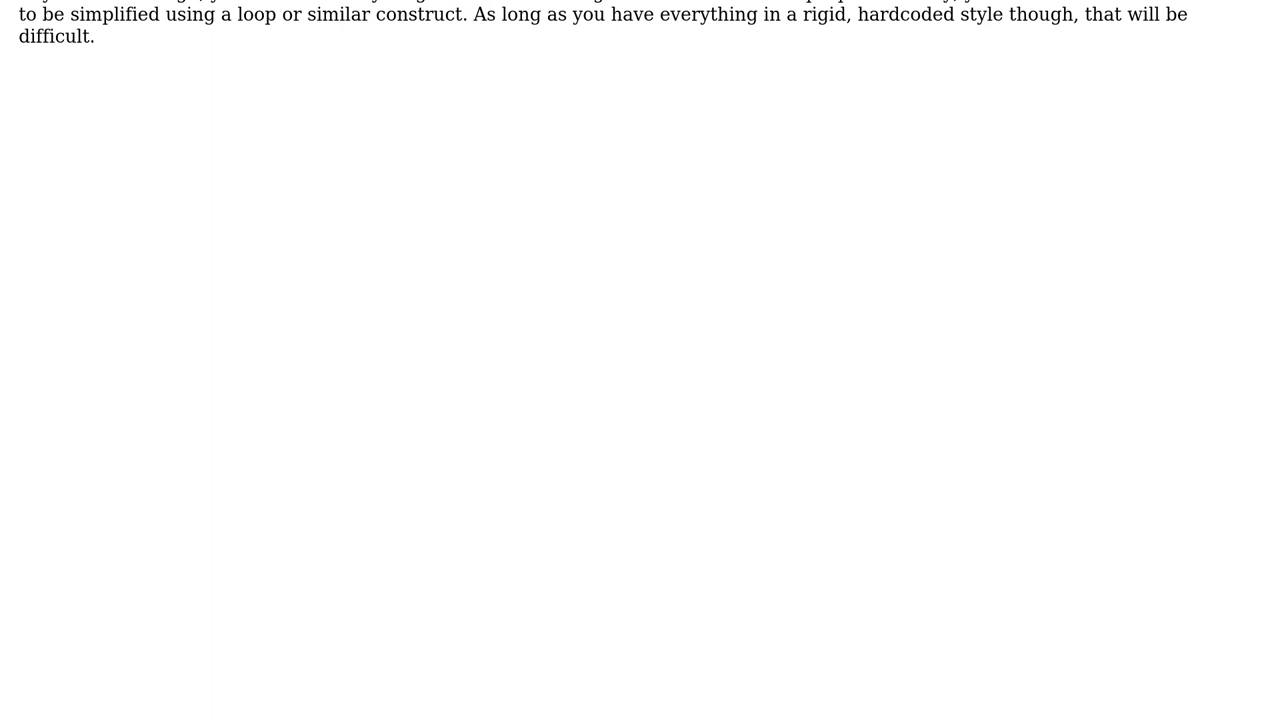 to be simplified using a loop or similar construct. As long as you have everything in a rigid, hardcoded style though, that will be
difficult.